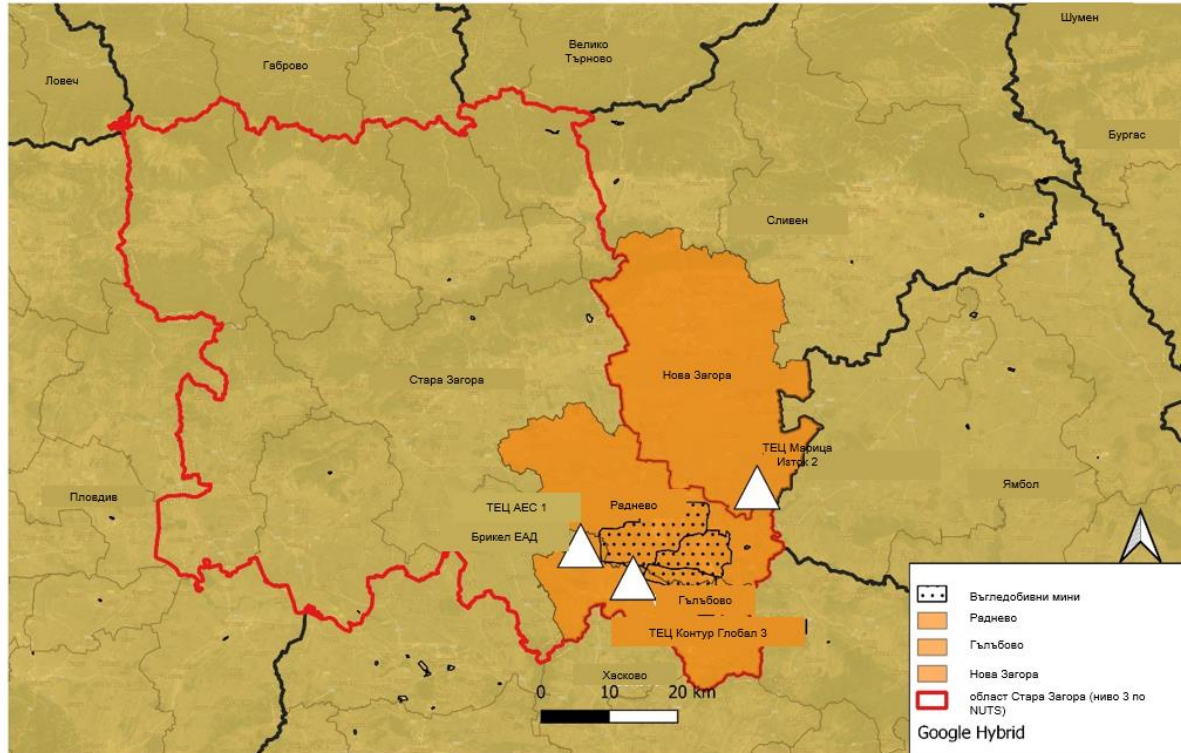 Шумен
Велико
Търново
Габрово
Ловеч
Бургас
Сливен
Нова Загора
Стара Загора
ТЕЦ Марица
Изток 2
Ямбол
Пловдив
ТЕЦ АЕС 1
Раднево
Брикел ЕАД
Гълъбово
ТЕЦ Контур Глобал 3
Хасково
0 10 20 km
Въгледобивни мини
Раднево
Гълъбово
Нова Загора
област Стара Загора (ниво 3 по
NUTS)
Google Hybrid